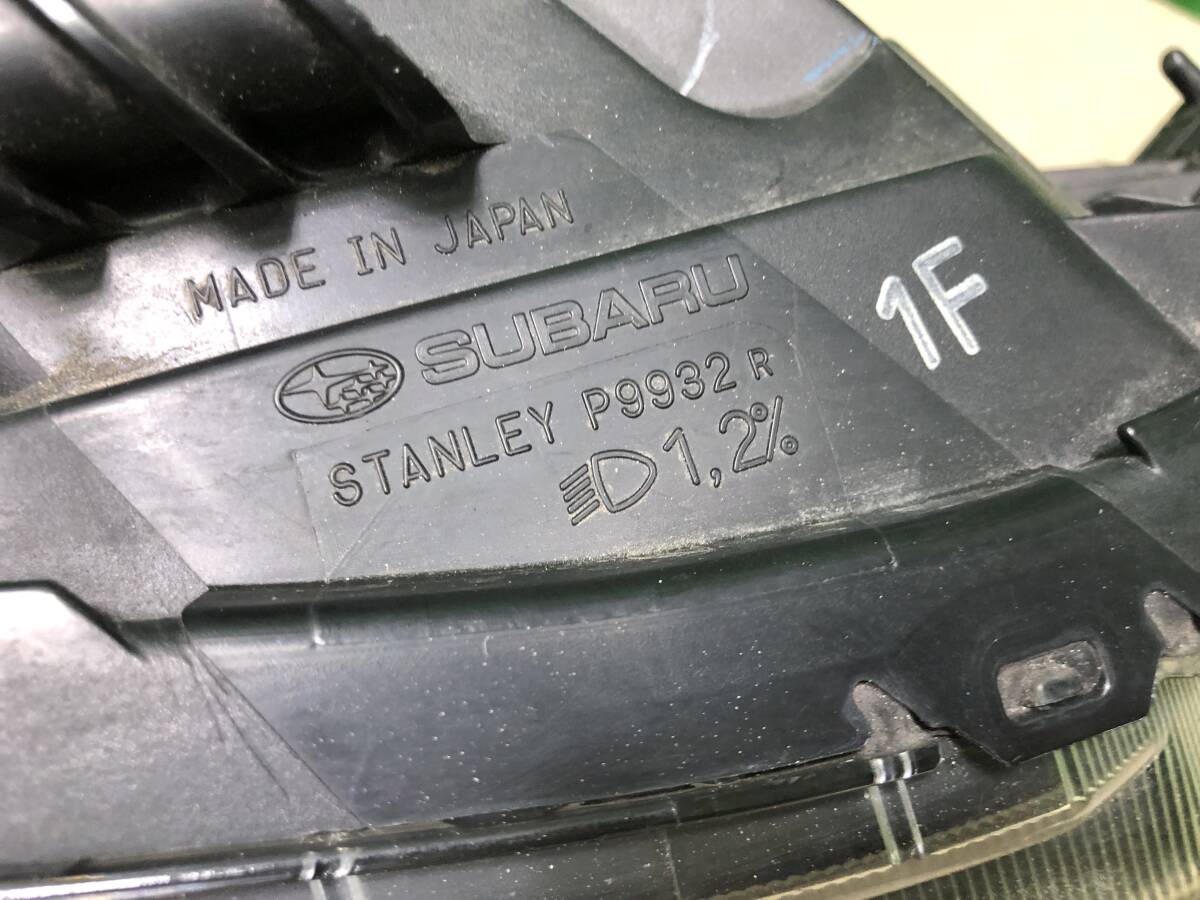 MADE IN JAPAN
SUBARU
STANLEY P9932 R
1,2%
1F